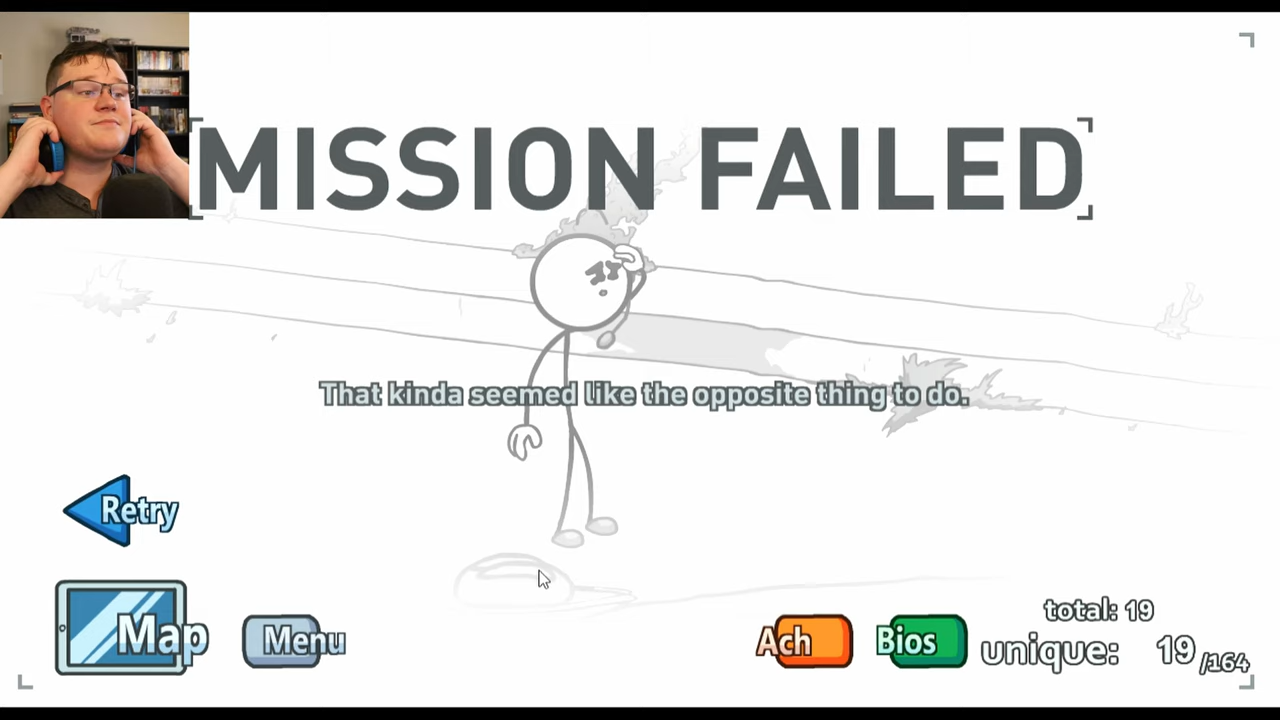 MISSION FAILED
That kinda seemed like the opposite thing to do.
Retry
Map
Menu
Ach
Bios
total: 19
unique: 19 /164